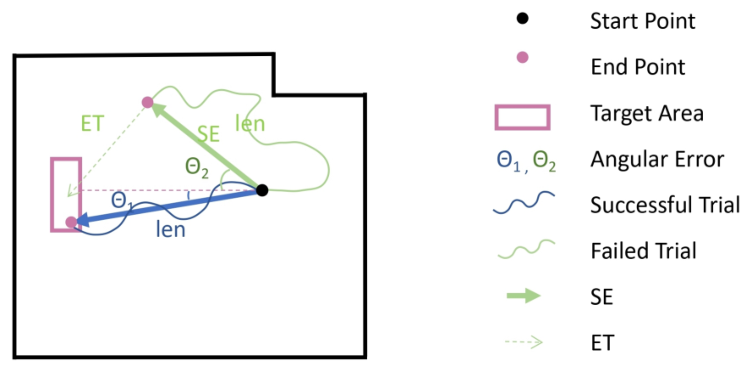 ET
SE
len
Θ2
Θ1
len
Start Point
End Point
Target Area
Θ1 , Θ2 Angular Error
Successful Trial
Failed Trial
SE
ET